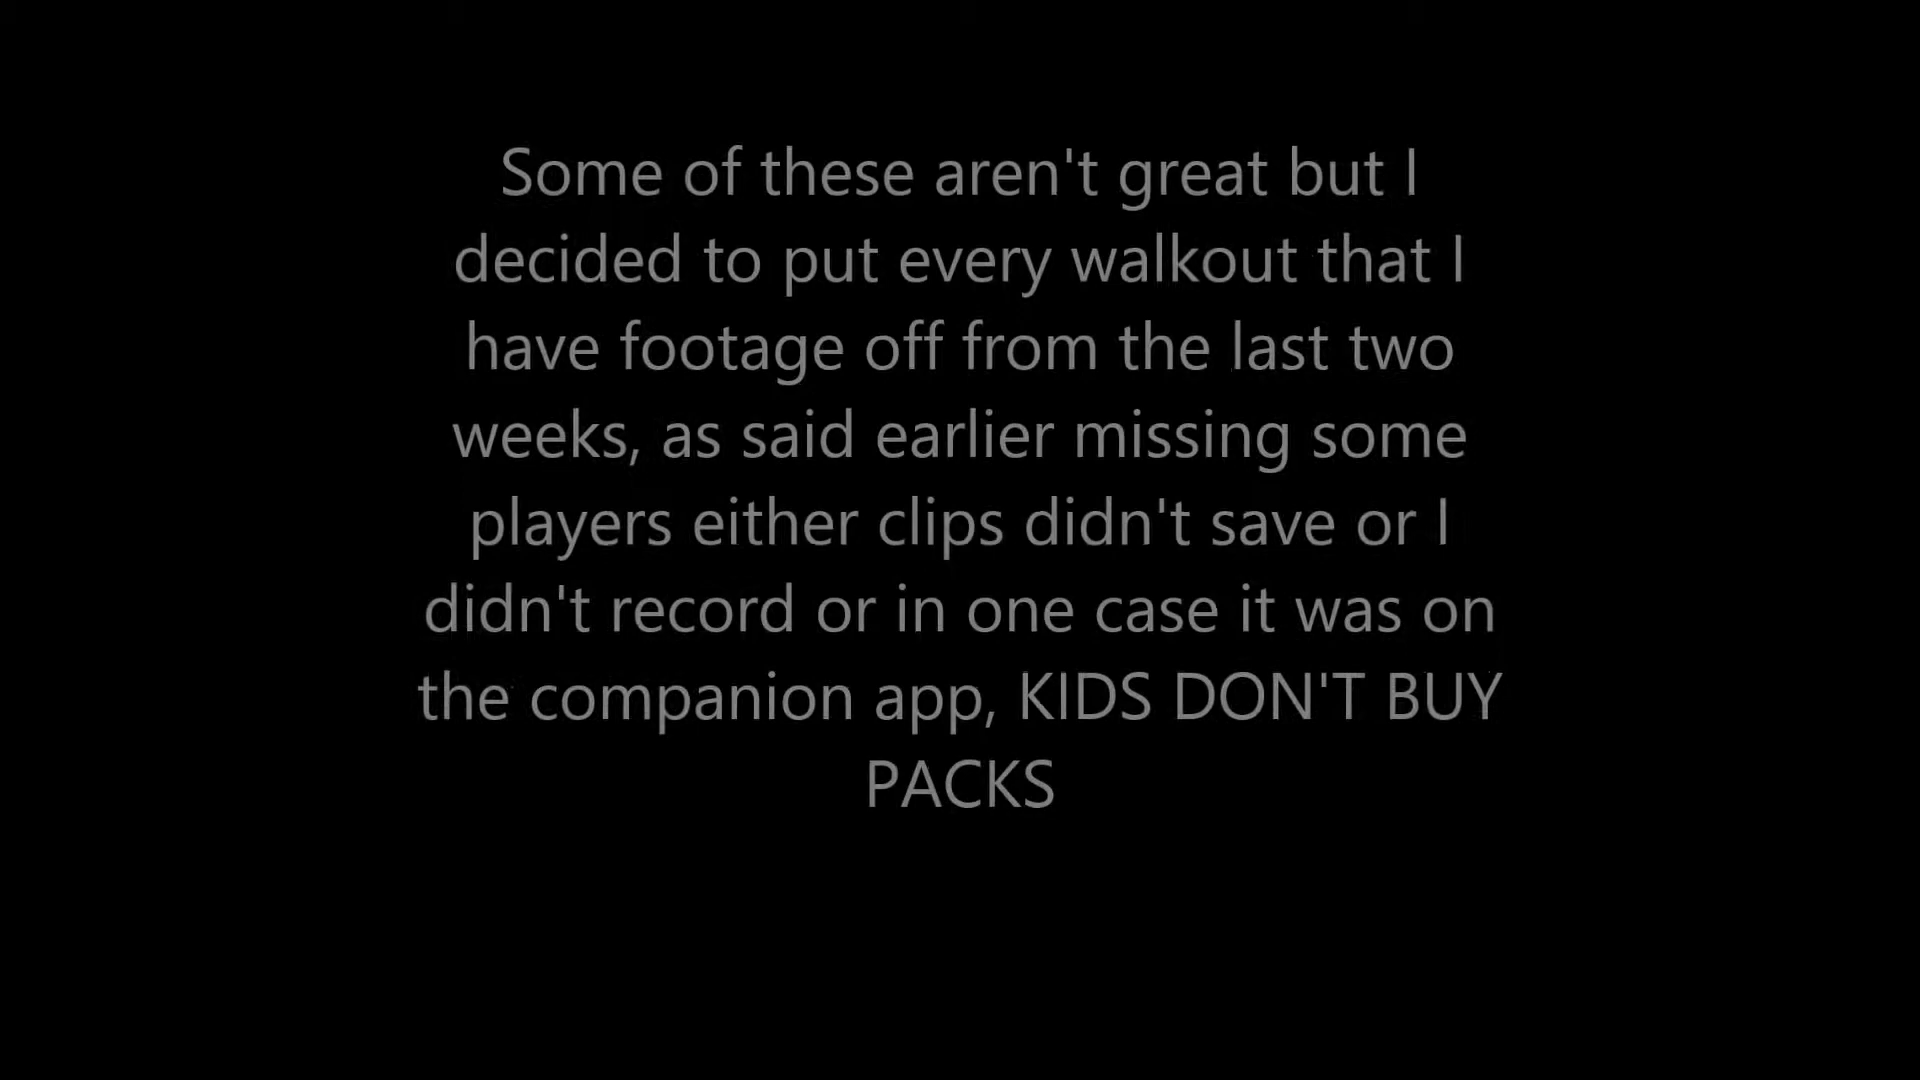 Some of these aren't great but I
decided to put every walkout that I
have footage off from the last two
weeks, as said earlier missing some
players either clips didn't save or I
didn't record or in one case it was on
the companion app, KIDS DON'T BUY
PACKS